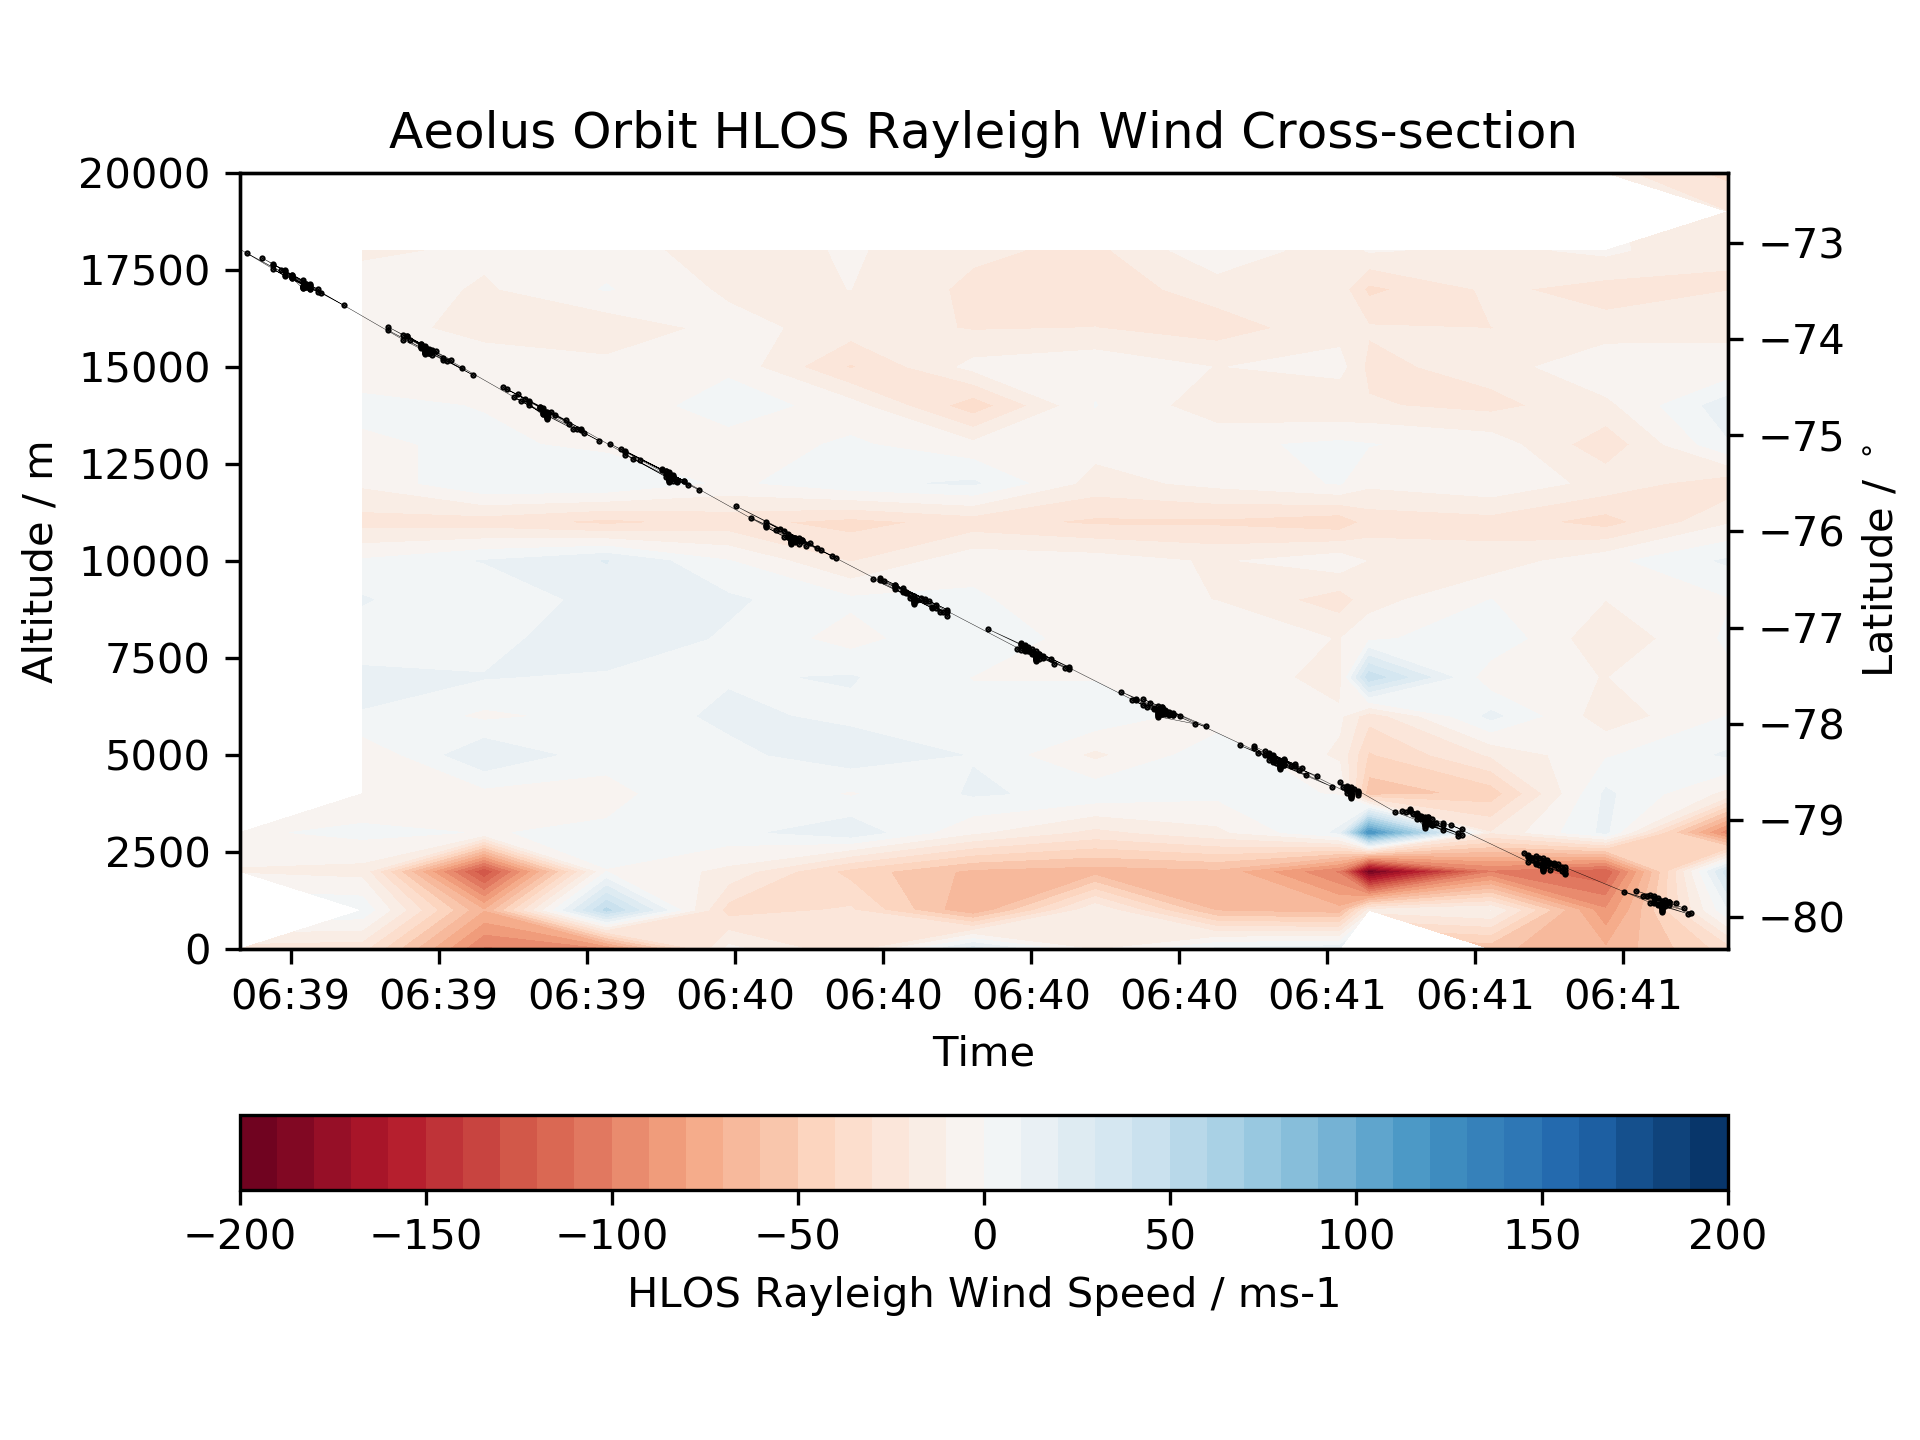 Aeolus Orbit HLOS Rayleigh Wind Cross-section
20000
17500
15000
12500
10000
7500
5000
2500
0
Altitude / m
−73
−74
−75
−76
−77
−78
−79
−80
Latitude / °
06:39 06:39 06:39 06:40 06:40 06:40 06:40 06:41 06:41 06:41
Time
−200 −150 −100 −50 0 50 100 150 200
HLOS Rayleigh Wind Speed / ms-1